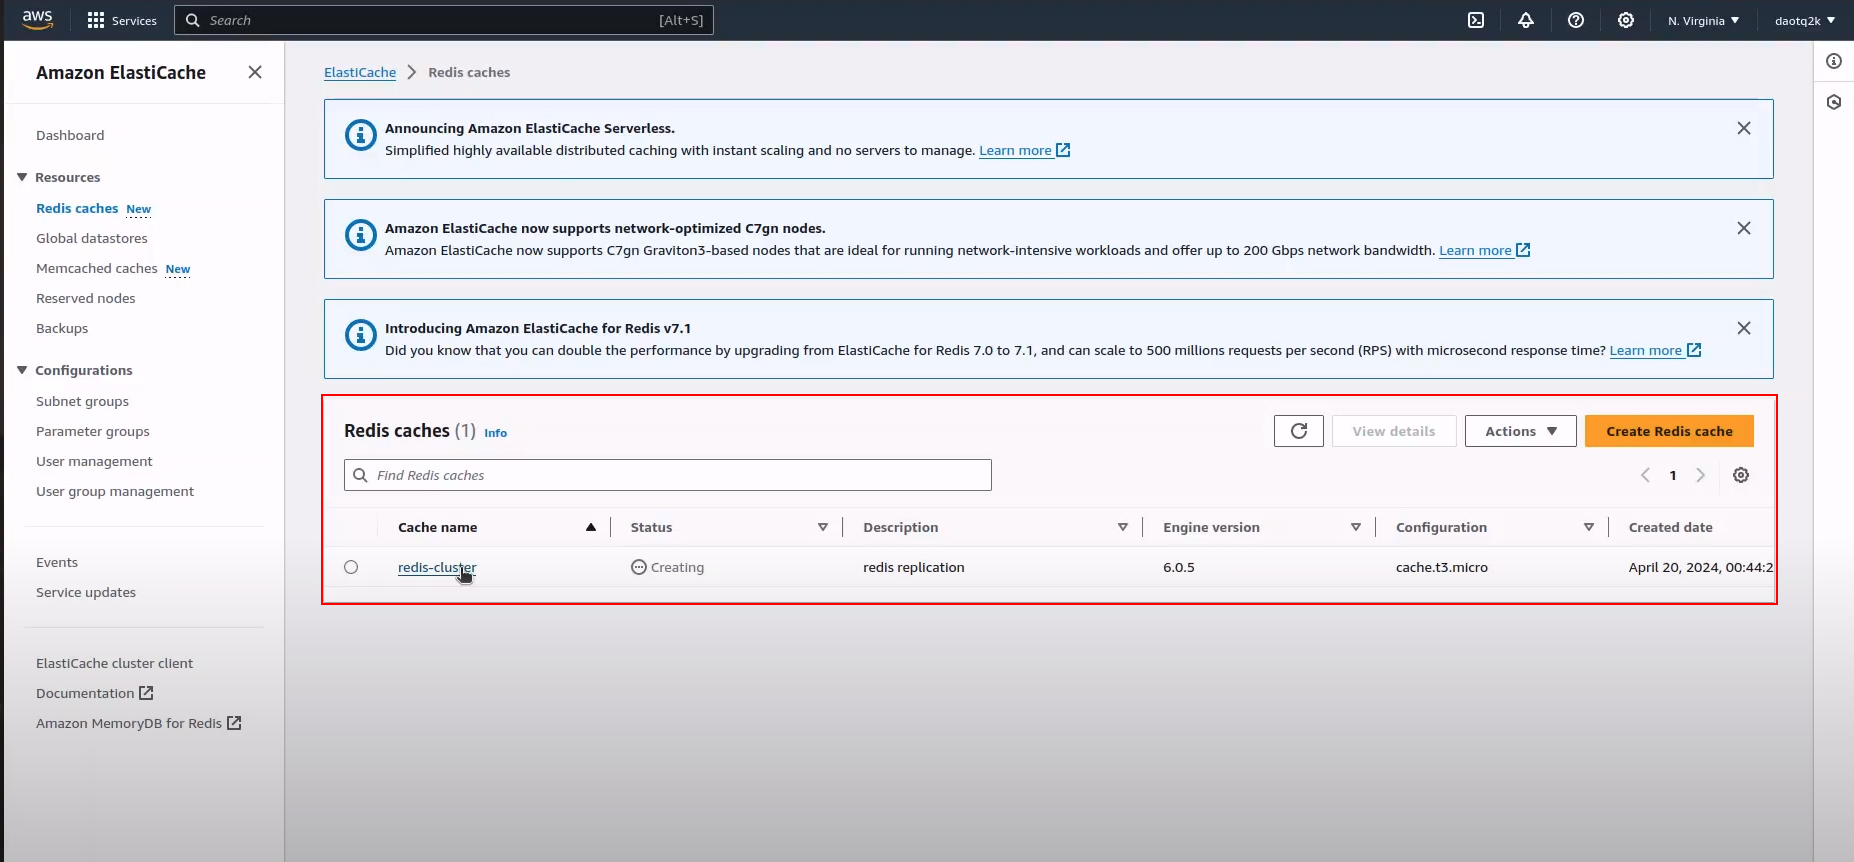 aws
Services
Search
[Alt+S]
N. Virginia
daotq2k
Amazon ElastiCache
Dashboard
Resources
Redis caches New
Global datastores
Memcached caches New
Reserved nodes
Backups
Configurations
Subnet groups
Parameter groups
User management
User group management
Events
Service updates
ElastiCache cluster client
Documentation
Amazon MemoryDB for Redis
ElastiCache > Redis caches
Announcing Amazon ElastiCache Serverless.
Simplified highly available distributed caching with instant scaling and no servers to manage. Learn more
Amazon ElastiCache now supports network-optimized C7gn nodes.
Amazon ElastiCache now supports C7gn Graviton3-based nodes that are ideal for running network-intensive workloads and offer up to 200 Gbps network bandwidth. Learn more
Introducing Amazon ElastiCache for Redis v7.1
Did you know that you can double the performance by upgrading from ElastiCache for Redis 7.0 to 7.1, and can scale to 500 millions requests per second (RPS) with microsecond response time? Learn more
Redis caches (1) Info
View details
Actions
Create Redis cache
Find Redis caches
1
Cache name Status Description Engine version Configuration Created date
redis-cluster Creating redis replication 6.0.5 cache.t3.micro April 20, 2024, 00:44:2